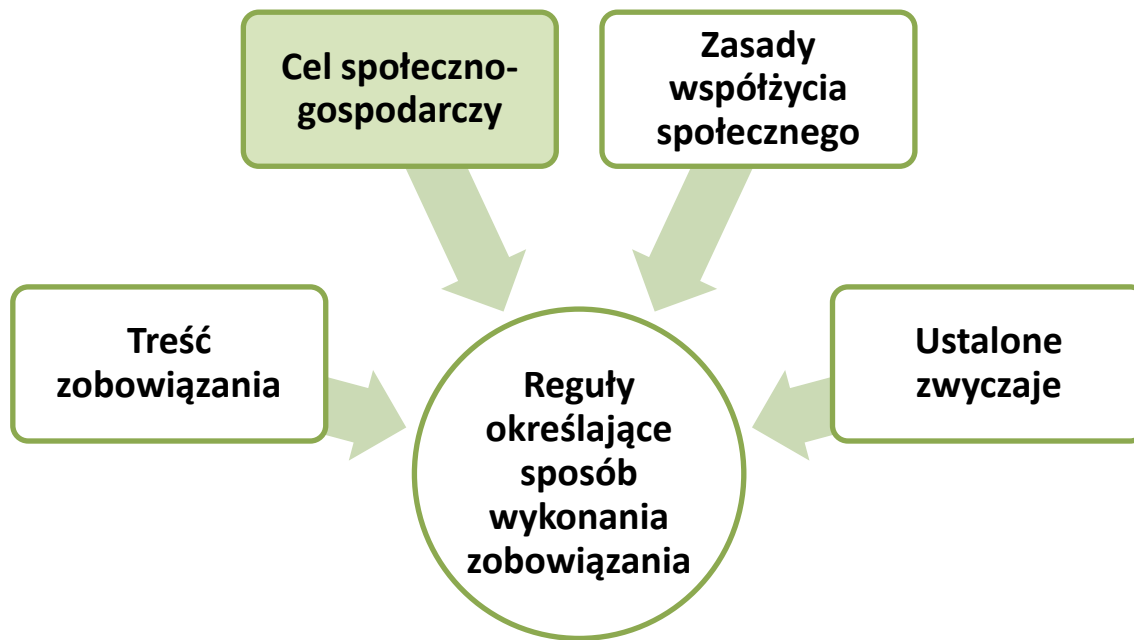 Cel społeczno-
gospodarczy
Zasady
współżycia
społecznego
Treść
zobowiązania
Reguły
określające
sposób
wykonania
zobowiązania
Ustalone
zwyczaje